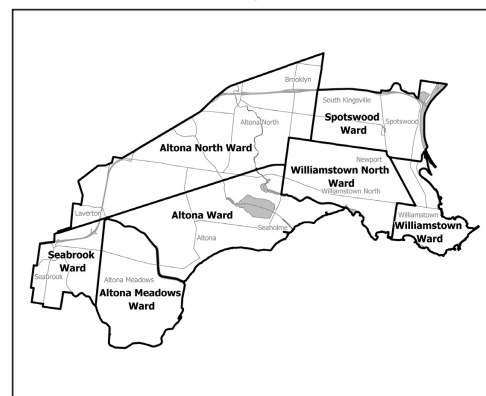 Brooklyn
South Kingsville
Spotswood
Ward
Spotswood
Altona North
Altona North Ward
Newport
Williamstown North
Ward
Williamstown North
Laverton
Altona Ward
Williamstown
Williamstown
Ward
Seaholme
Altona
Seabrook
Ward
Seabrook
Altona Meadows
Altona Meadows
Ward